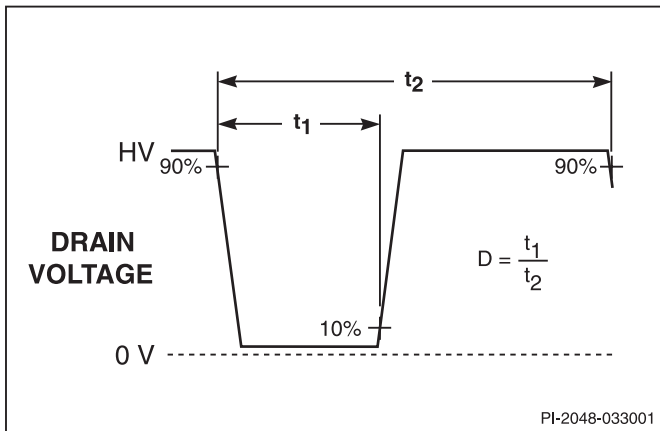 t2
t1
HV
90%
90%
DRAIN
VOLTAGE
D = t1
t2
10%
0 V
PI-2048-033001